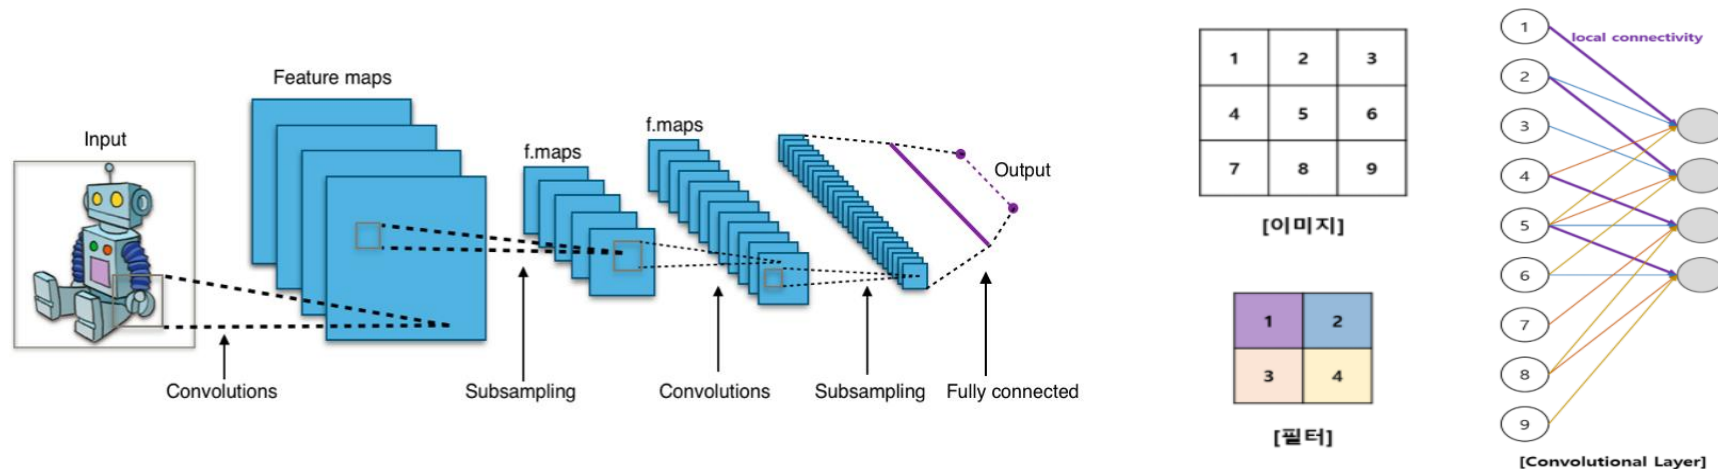 Input
Feature maps
f.maps
f.maps
Output
Convolutions
Subsampling
Convolutions
Subsampling
Fully connected
1 2 3
4 5 6
7 8 9
[이미지]
1 2
3 4
[필터]
local connectivity
1
2
3
4
5
6
7
8
9
[Convolutional Layer]